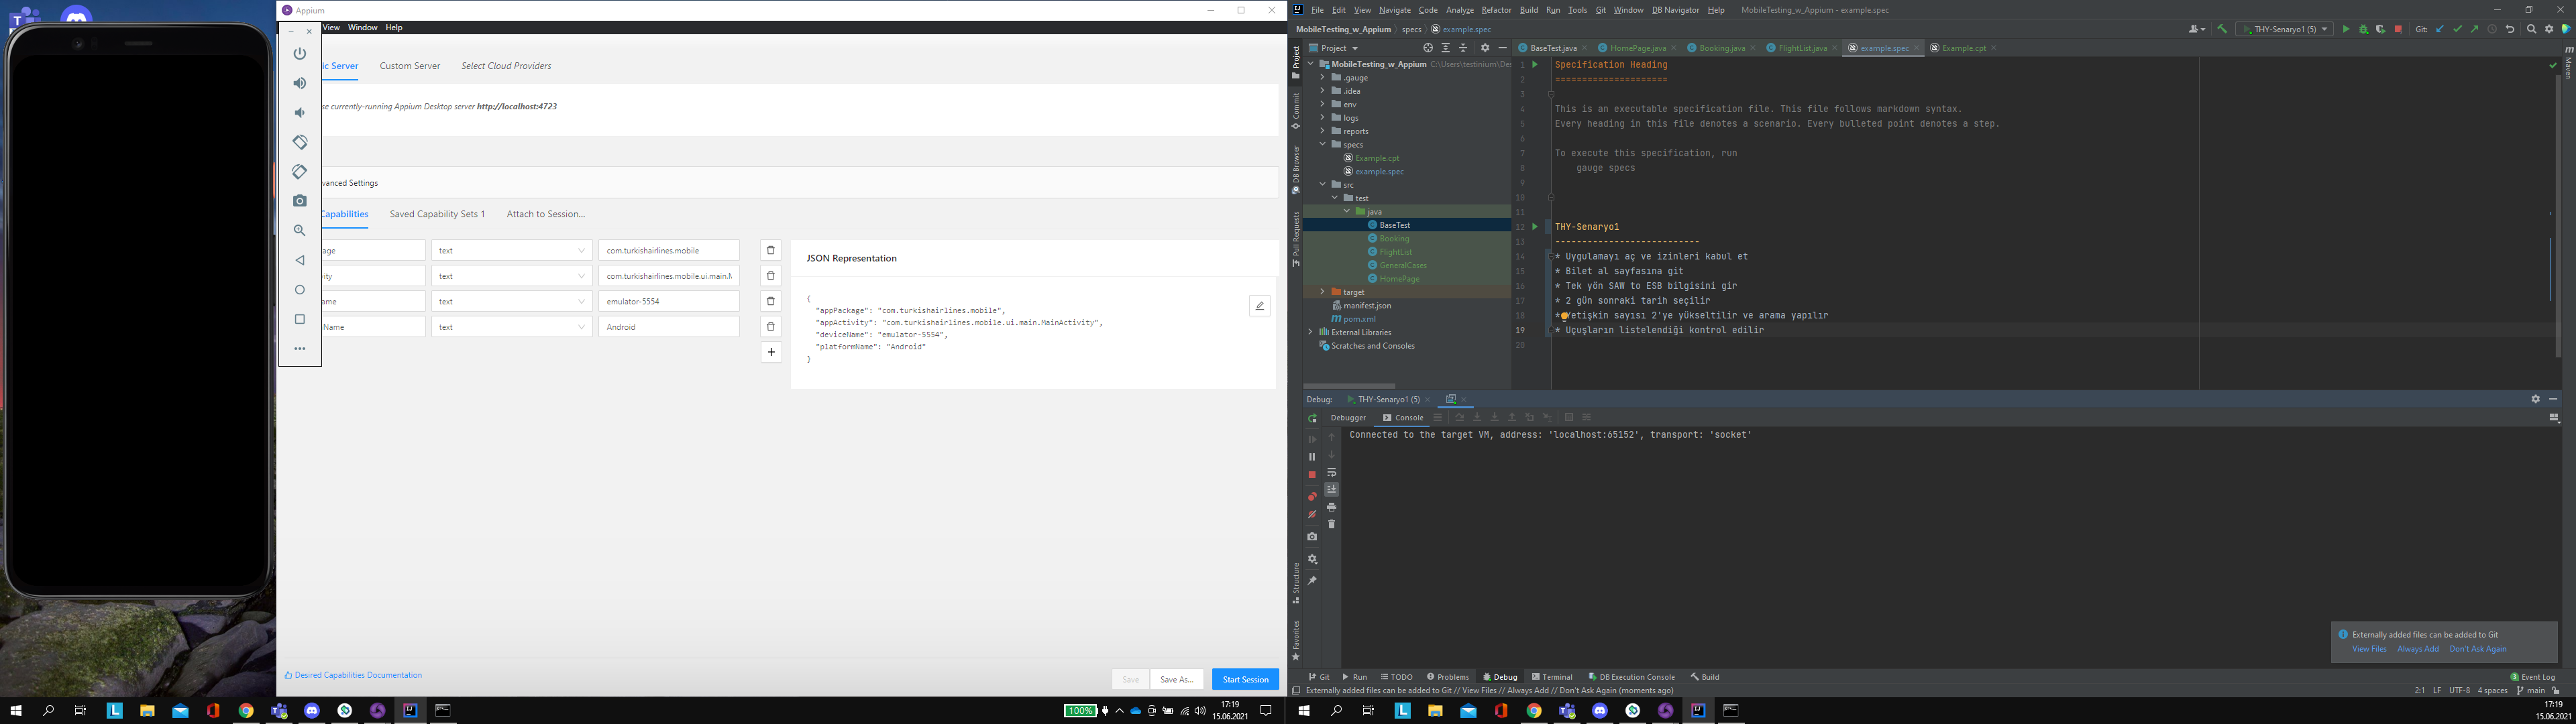 Appium
View Window Help
ic Server Custom Server Select Cloud Providers
se currently-running Appium Desktop server http://localhost:4723
vanced Settings
Capabilities Saved Capability Sets 1 Attach to Session...
age text com.turkishairlines.mobile
vity text com.turkishairlines.mobile.ui.main.M
ame text emulator-5554
Name text Android
JSON Representation
{
"appPackage": "com.turkishairlines.mobile",
"appActivity": "com.turkishairlines.mobile.ui.main.MainActivity",
"deviceName": "emulator-5554",
"platformName": "Android"
}
Desired Capabilities Documentation
Save Save As... Start Session
100% 17:19
15.06.2021
File Edit View Navigate Code Analyze Refactor Build Run Tools Git Window DB Navigator Help MobileTesting_w_Appium - example.spec
MobileTesting_w_Appium specs example.spec
THY-Senaryo1 (5) Git:
Project
Commit
DB Browser
Pull Requests
Structure
Favorites
Maven
Project
MobileTesting_w_Appium C:\Users\testinium\Des
.gauge
.idea
env
logs
reports
specs
Example.cpt
example.spec
src
test
java
BaseTest
Booking
FlightList
GeneralCases
HomePage
target
manifest.json
pom.xml
External Libraries
Scratches and Consoles
BaseTest.java HomePage.java Booking.java FlightList.java example.spec Example.cpt
1 Specification Heading
2 =====================
3
4 This is an executable specification file. This file follows markdown syntax.
5 Every heading in this file denotes a scenario. Every bulleted point denotes a step.
6
7 To execute this specification, run
8 gauge specs
9
10
11
12 THY-Senaryo1
13 ---------------------------
14 * Uygulamayı aç ve izinleri kabul et
15 * Bilet al sayfasına git
16 * Tek yön SAW to ESB bilgisini gir
17 * 2 gün sonraki tarih seçilir
18 * Yetişkin sayısı 2'ye yükseltilir ve arama yapılır
19 * Uçuşların listelendiği kontrol edilir
20
Debug: THY-Senaryo1 (5)
Debugger Console
Connected to the target VM, address: 'localhost:65152', transport: 'socket'
Externally added files can be added to Git
View Files Always Add Don't Ask Again
Git Run TODO Problems Debug Terminal DB Execution Console Build Event Log
Externally added files can be added to Git // View Files // Always Add // Don't Ask Again (moments ago) 2:1 LF UTF-8 4 spaces main
17:19
15.06.2021